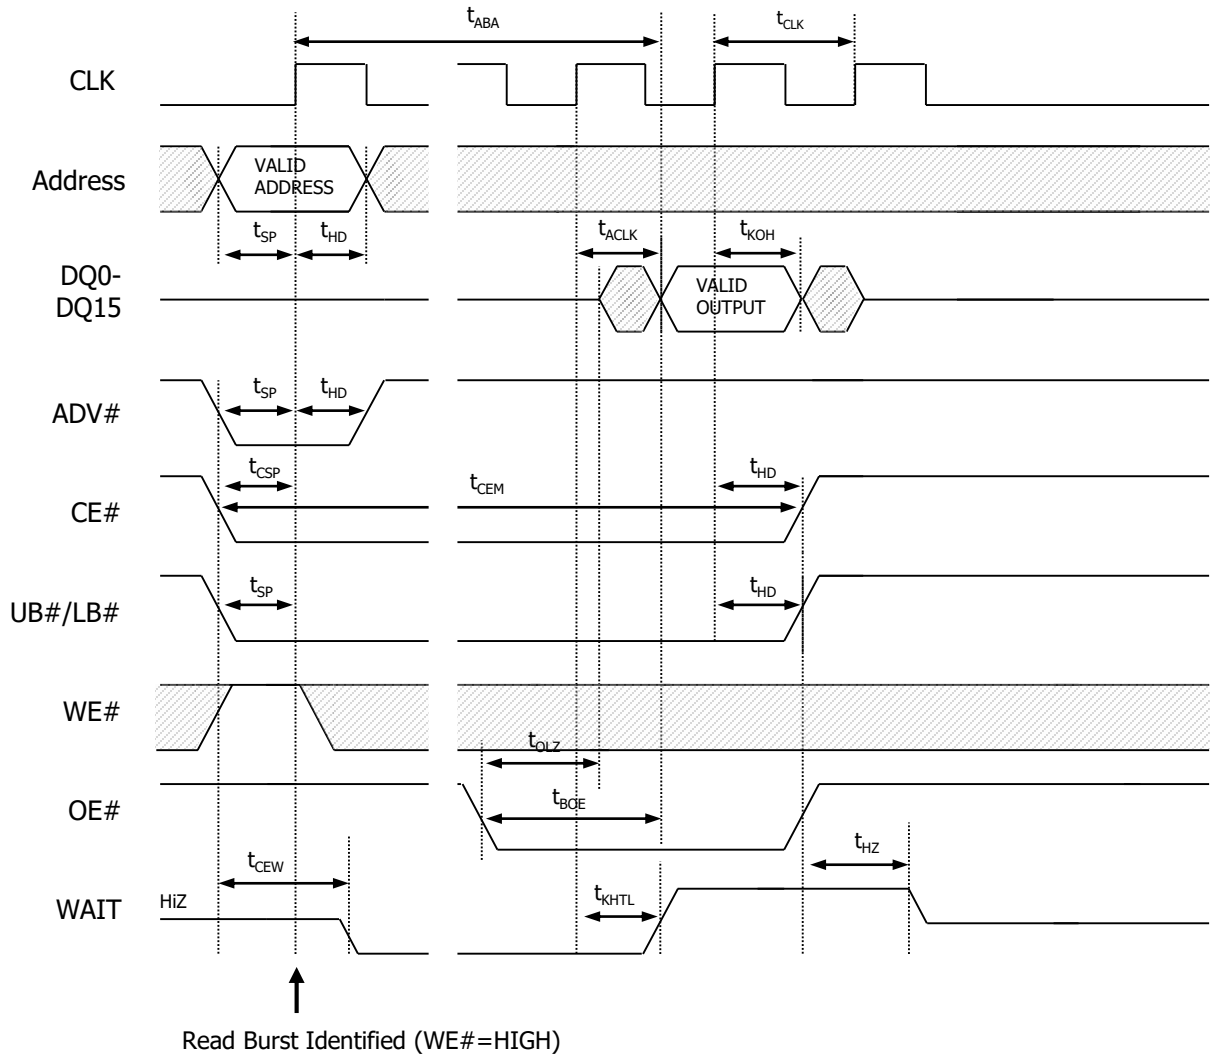 tABA
tCLK
CLK
Address
VALID
ADDRESS
tSP
tHD
tACLK
tKOH
DQ0-
DQ15
VALID
OUTPUT
ADV#
tSP
tHD
CE#
tCSP
tCEM
tHD
UB#/LB#
tSP
tHD
WE#
tOLZ
OE#
tBOE
tHZ
tCEW
WAIT
HiZ
tKHTL
Read Burst Identified (WE#=HIGH)